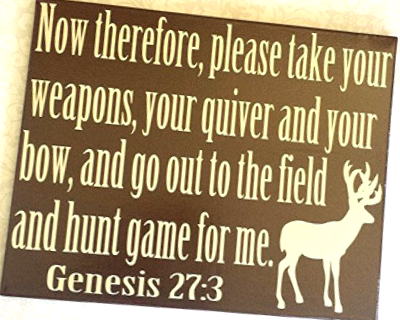 Now therefore, please take your
weapons, your quiver and your
bow, and go out to the field
and hunt game for me.
Genesis 27:3